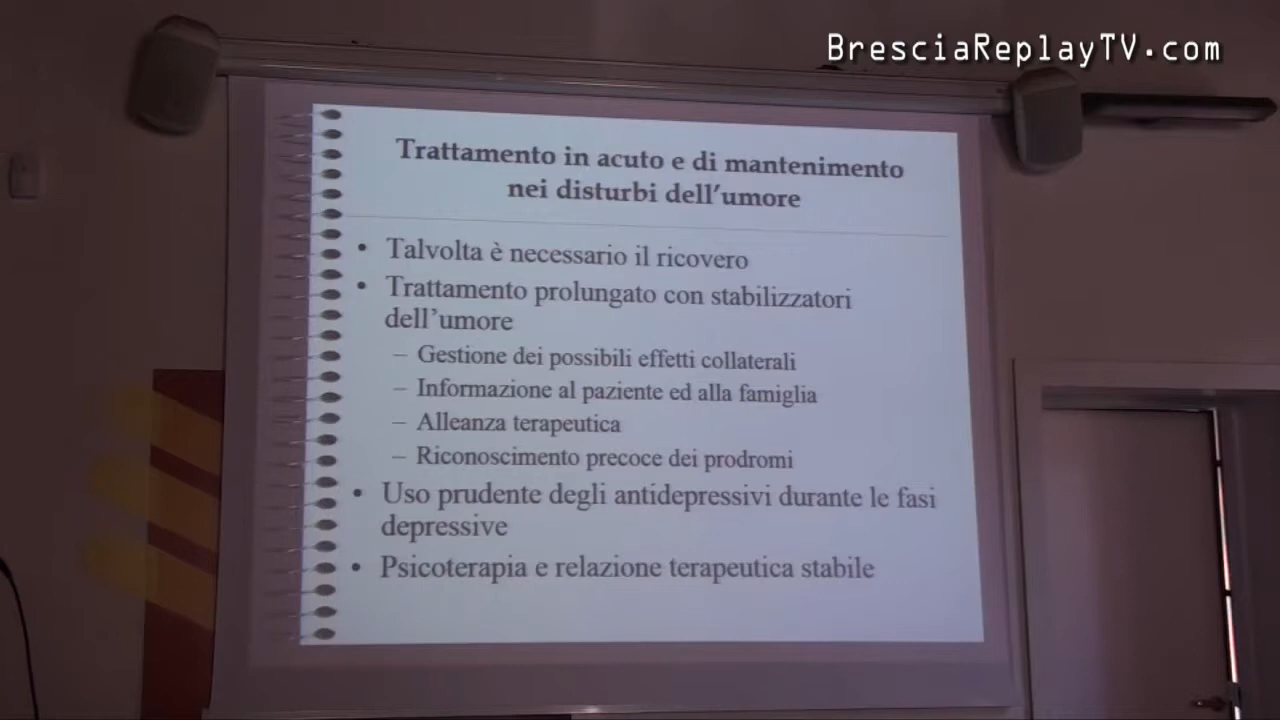 BresciaReplayTV.com
Trattamento in acuto e di mantenimento
nei disturbi dell'umore
• Talvolta è necessario il ricovero
• Trattamento prolungato con stabilizzatori
dell'umore
– Gestione dei possibili effetti collaterali
– Informazione al paziente ed alla famiglia
– Alleanza terapeutica
– Riconoscimento precoce dei prodromi
• Uso prudente degli antidepressivi durante le fasi
depressive
• Psicoterapia e relazione terapeutica stabile